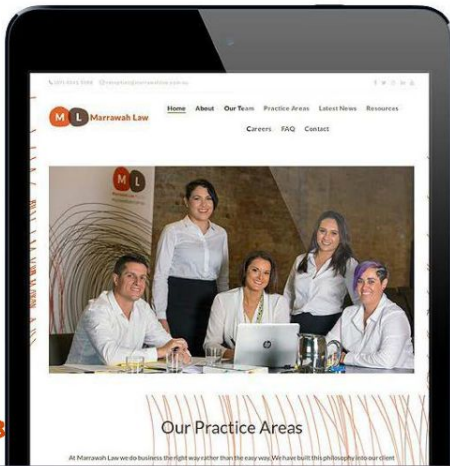 M L Marrawah Law
Home About Our Team Practice Areas Latest News Resources
Careers FAQ Contact
M L
hp
Our Practice Areas
At Marrawah Law we do business the right way rather than the easy way. We have built this philosophy into our client